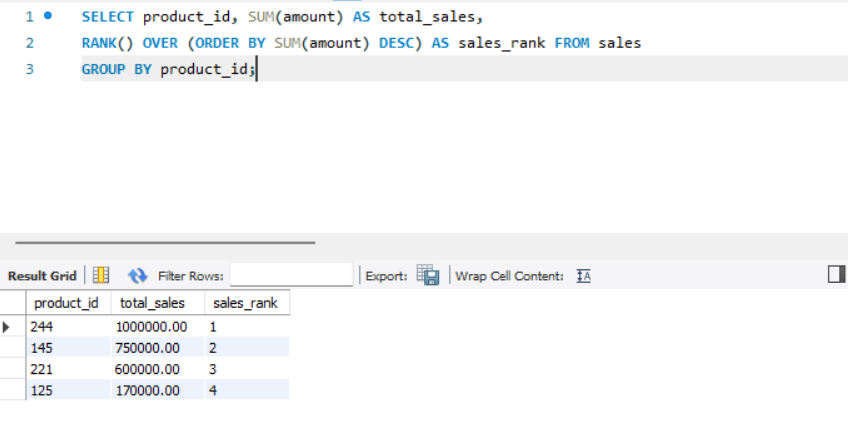 1 SELECT product_id, SUM(amount) AS total_sales,
2 RANK() OVER (ORDER BY SUM(amount) DESC) AS sales_rank FROM sales
3 GROUP BY product_id;
Result Grid Filter Rows: Export: Wrap Cell Content: IA
product_id total_sales sales_rank
244 1000000.00 1
145 750000.00 2
221 600000.00 3
125 170000.00 4